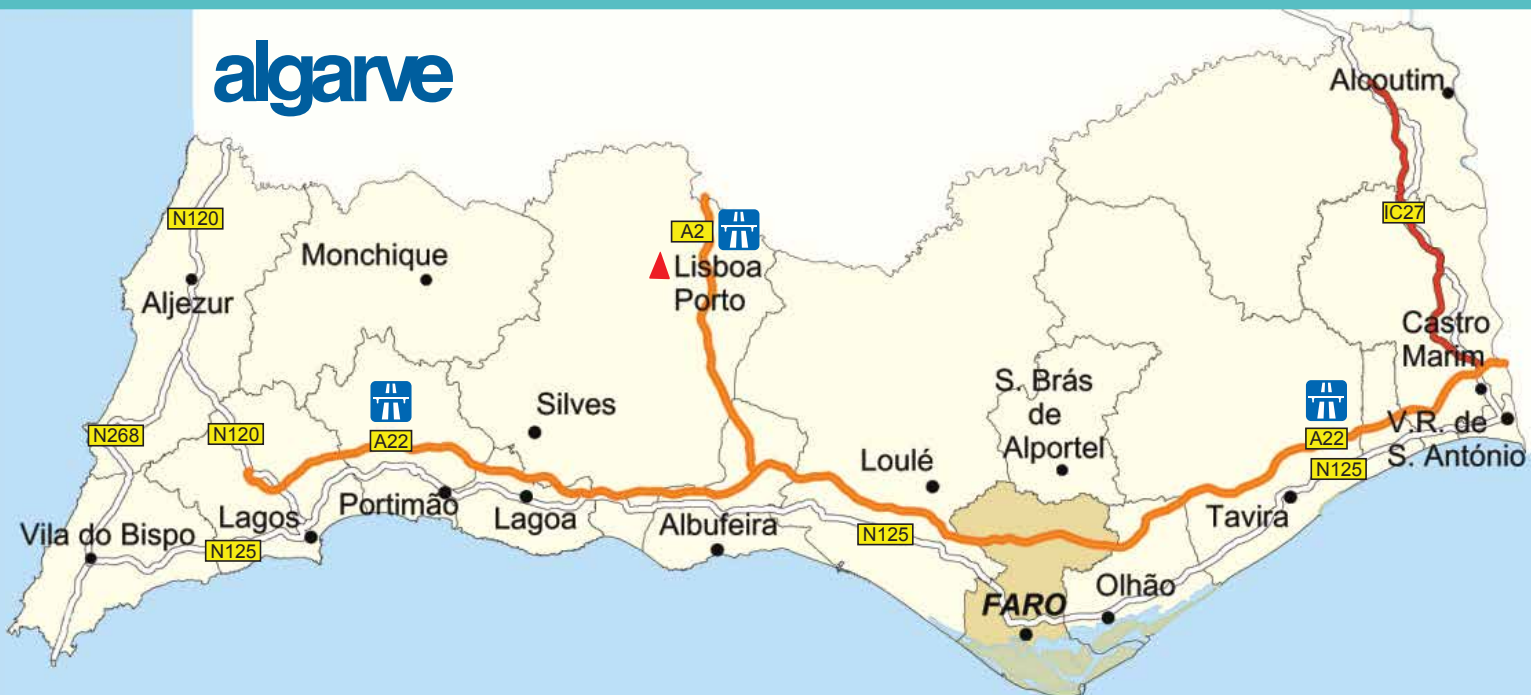 algarve
Alcoutim
N120
IC27
A2
Monchique
Lisboa
Porto
Aljezur
Castro
Marim
S. Brás
de
Alportel
Silves
N268
N120
A22
A22
V.R. de
S. António
Loulé
N125
Portimão
Lagoa
Lagos
Tavira
Albufeira
Vila do Bispo
N125
N125
Olhão
FARO